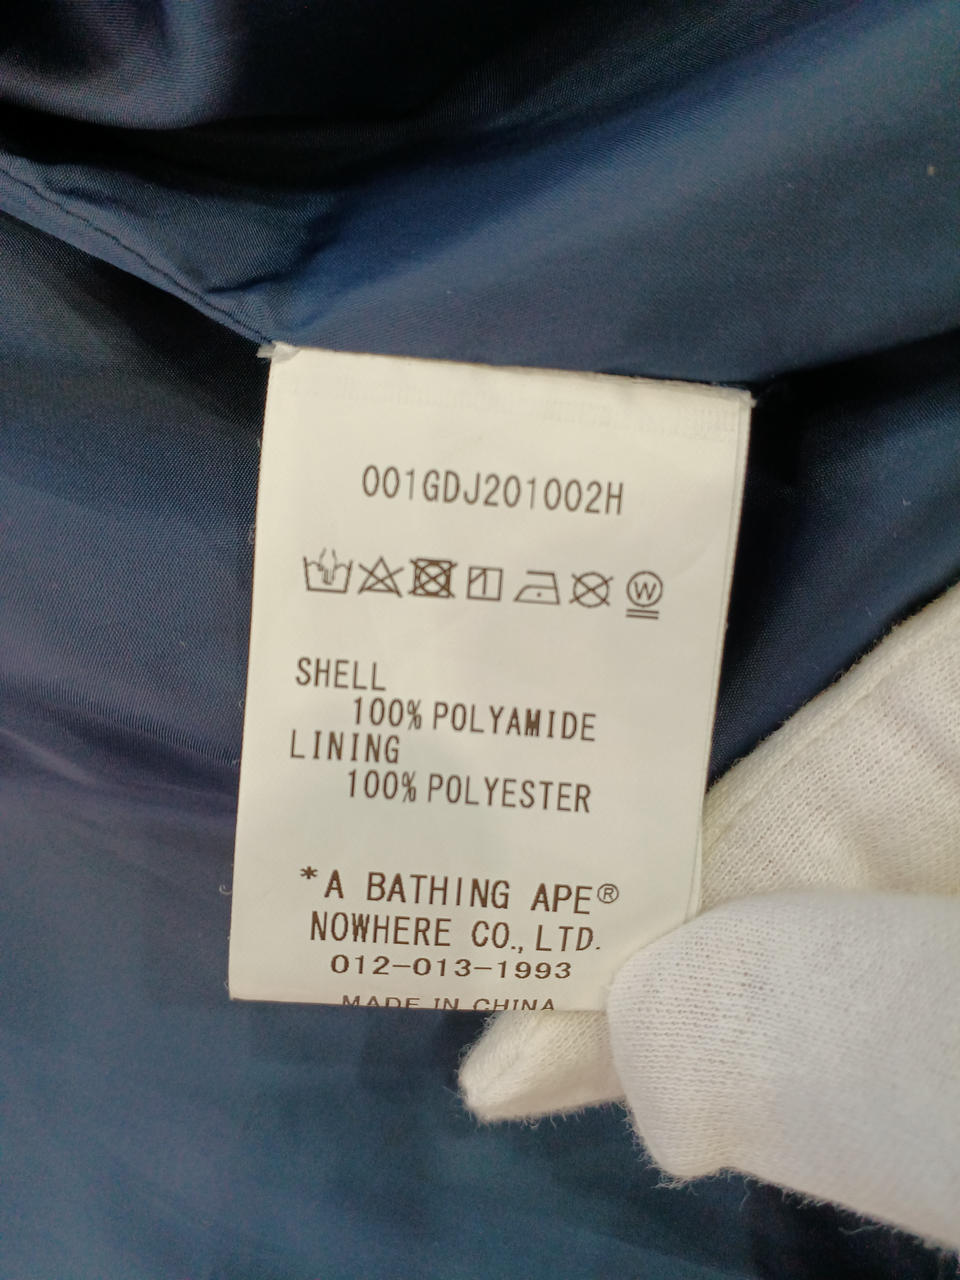 001GDJ201002H
W
SHELL
100% POLYAMIDE
LINING
100% POLYESTER
*A BATHING APE®
NOWHERE CO., LTD.
012-013-1993
MADE IN CHINA